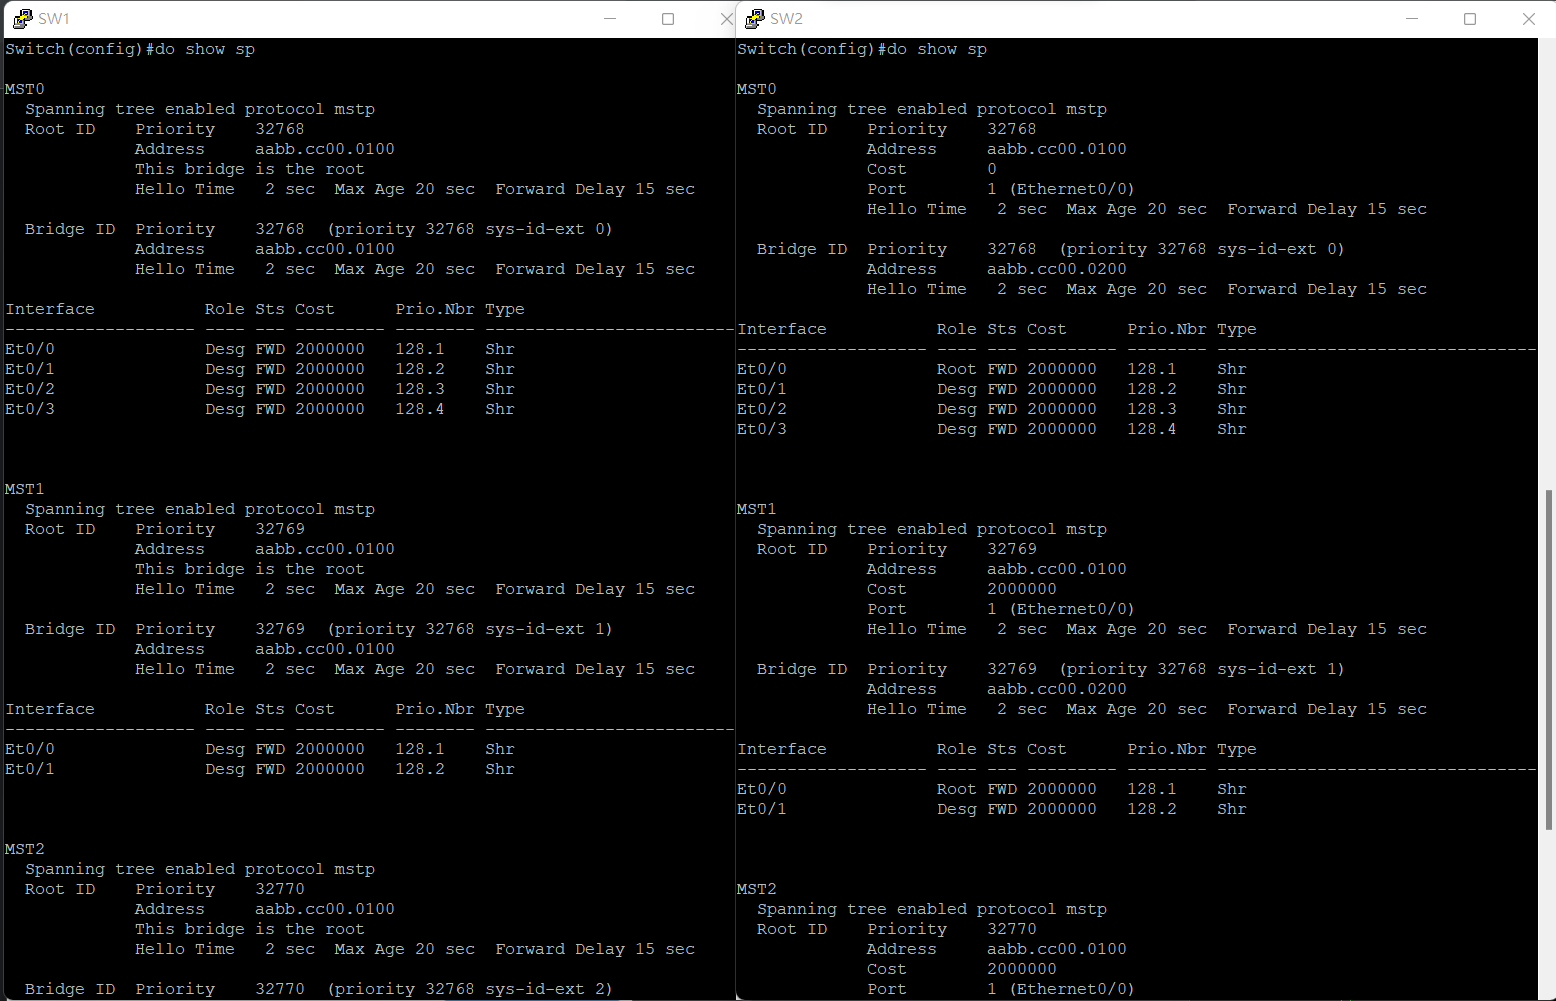 SW1
Switch(config)#do show sp
MST0
  Spanning tree enabled protocol mstp
  Root ID    Priority    32768
             Address     aabb.cc00.0100
             This bridge is the root
             Hello Time   2 sec  Max Age 20 sec  Forward Delay 15 sec
  Bridge ID  Priority    32768  (priority 32768 sys-id-ext 0)
             Address     aabb.cc00.0100
             Hello Time   2 sec  Max Age 20 sec  Forward Delay 15 sec
Interface           Role Sts Cost      Prio.Nbr Type
------------------- ---- --- --------- -------- -------------------------
Et0/0               Desg FWD 2000000   128.1    Shr
Et0/1               Desg FWD 2000000   128.2    Shr
Et0/2               Desg FWD 2000000   128.3    Shr
Et0/3               Desg FWD 2000000   128.4    Shr
MST1
  Spanning tree enabled protocol mstp
  Root ID    Priority    32769
             Address     aabb.cc00.0100
             This bridge is the root
             Hello Time   2 sec  Max Age 20 sec  Forward Delay 15 sec
  Bridge ID  Priority    32769  (priority 32768 sys-id-ext 1)
             Address     aabb.cc00.0100
             Hello Time   2 sec  Max Age 20 sec  Forward Delay 15 sec
Interface           Role Sts Cost      Prio.Nbr Type
------------------- ---- --- --------- -------- -------------------------
Et0/0               Desg FWD 2000000   128.1    Shr
Et0/1               Desg FWD 2000000   128.2    Shr
MST2
  Spanning tree enabled protocol mstp
  Root ID    Priority    32770
             Address     aabb.cc00.0100
             This bridge is the root
             Hello Time   2 sec  Max Age 20 sec  Forward Delay 15 sec
  Bridge ID  Priority    32770  (priority 32768 sys-id-ext 2)
SW2
Switch(config)#do show sp
MST0
  Spanning tree enabled protocol mstp
  Root ID    Priority    32768
             Address     aabb.cc00.0100
             Cost        0
             Port        1 (Ethernet0/0)
             Hello Time   2 sec  Max Age 20 sec  Forward Delay 15 sec
  Bridge ID  Priority    32768  (priority 32768 sys-id-ext 0)
             Address     aabb.cc00.0200
             Hello Time   2 sec  Max Age 20 sec  Forward Delay 15 sec
Interface           Role Sts Cost      Prio.Nbr Type
------------------- ---- --- --------- -------- --------------------------------
Et0/0               Root FWD 2000000   128.1    Shr
Et0/1               Desg FWD 2000000   128.2    Shr
Et0/2               Desg FWD 2000000   128.3    Shr
Et0/3               Desg FWD 2000000   128.4    Shr
MST1
  Spanning tree enabled protocol mstp
  Root ID    Priority    32769
             Address     aabb.cc00.0100
             Cost        2000000
             Port        1 (Ethernet0/0)
             Hello Time   2 sec  Max Age 20 sec  Forward Delay 15 sec
  Bridge ID  Priority    32769  (priority 32768 sys-id-ext 1)
             Address     aabb.cc00.0200
             Hello Time   2 sec  Max Age 20 sec  Forward Delay 15 sec
Interface           Role Sts Cost      Prio.Nbr Type
------------------- ---- --- --------- -------- --------------------------------
Et0/0               Root FWD 2000000   128.1    Shr
Et0/1               Desg FWD 2000000   128.2    Shr
MST2
  Spanning tree enabled protocol mstp
  Root ID    Priority    32770
             Address     aabb.cc00.0100
             Cost        2000000
             Port        1 (Ethernet0/0)